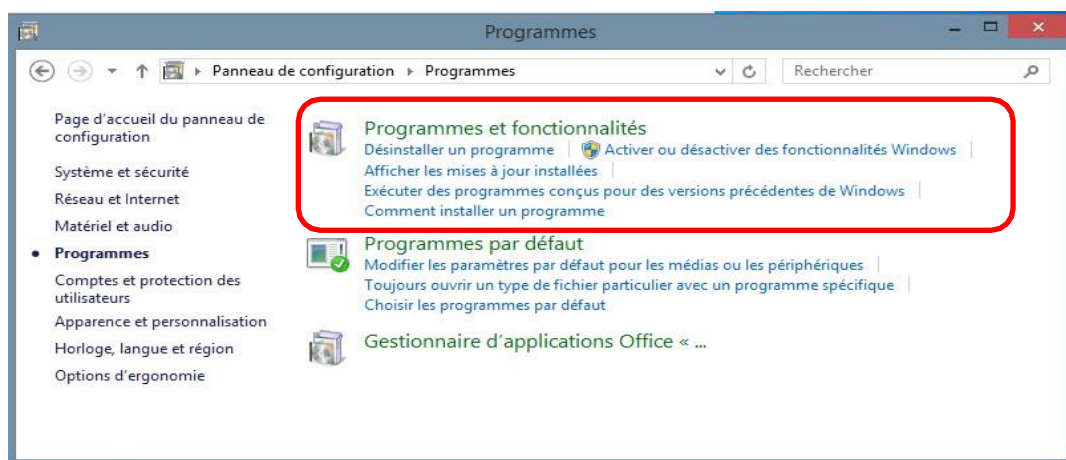 Programmes
Panneau de configuration Programmes
Rechercher
Page d'accueil du panneau de
configuration
Système et sécurité
Réseau et Internet
Matériel et audio
Programmes
Comptes et protection des
utilisateurs
Apparence et personnalisation
Horloge, langue et région
Options d'ergonomie
Programmes et fonctionnalités
Désinstaller un programme
Activer ou désactiver des fonctionnalités Windows
Afficher les mises à jour installées
Exécuter des programmes conçus pour des versions précédentes de Windows
Comment installer un programme
Programmes par défaut
Modifier les paramètres par défaut pour les médias ou les périphériques
Toujours ouvrir un type de fichier particulier avec un programme spécifique
Choisir les programmes par défaut
Gestionnaire d'applications Office « ...